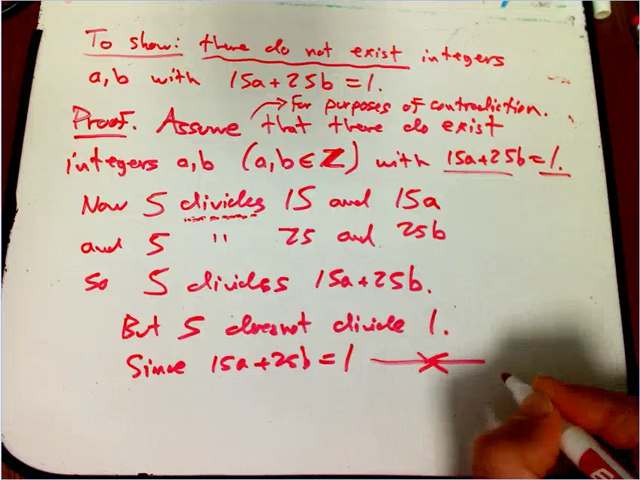 To show: there do not exist integers
a,b with 15a+25b=1.
For purposes of contradiction.
Proof. Assume that there do exist
integers a,b (a,b∈ℤ) with 15a+25b=1.
Now 5 divides 15 and 15a
and 5 " 25 and 25b
so 5 divides 15a+25b.
But 5 does not divide 1.
Since 15a+25b=1